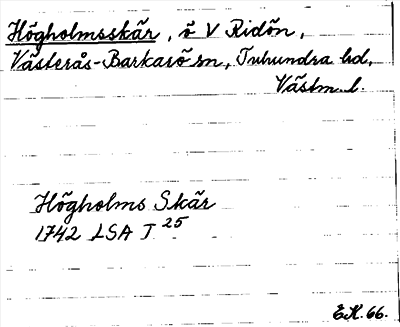 Högholmsskär, ö V Ridön,
Västerås-Barkarö sn, Tuhundra hd,
Västm. l.
Högholms Skär
1742 LSA T 25
E.K. 66.